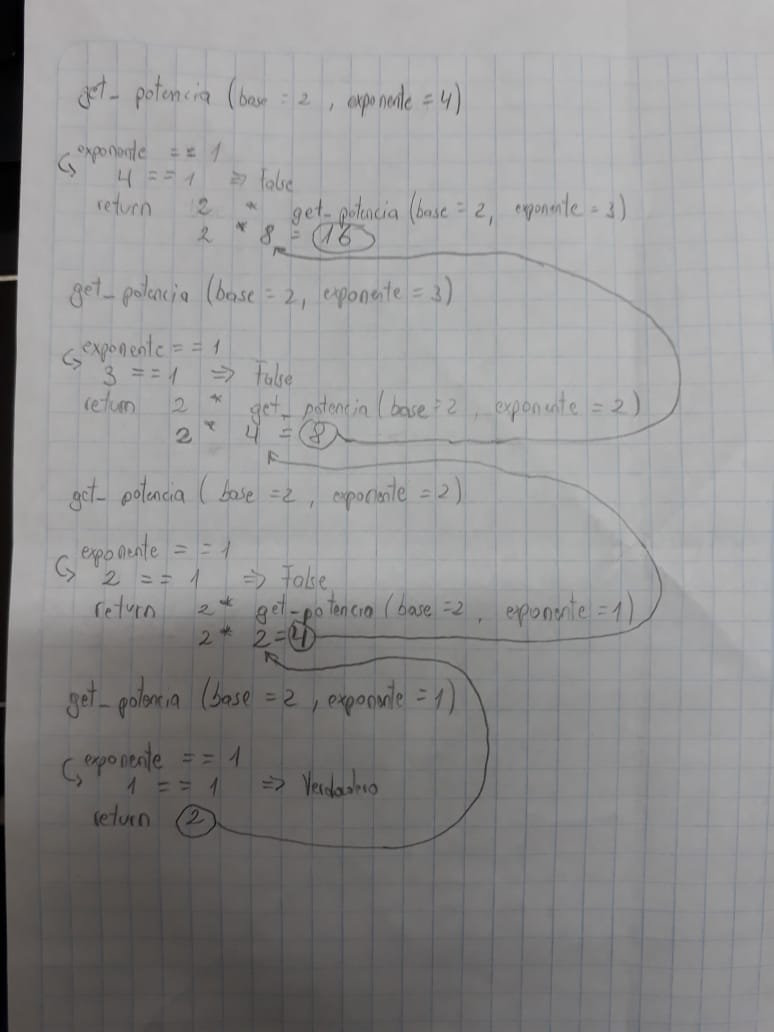 get_potencia (base = 2 , exponente = 4)
exponente == 1
4 == 1 => False
return 2 * get_potencia (base = 2, exponente = 3)
2 * 8 = 16
get_potencia (base = 2, exponente = 3)
exponente == 1
3 == 1 => False
return 2 * get_potencia (base = 2 , exponente = 2)
2 * 4 = 8
get_potencia ( base = 2 , exponente = 2)
exponente == 1
2 == 1 => False
return 2 * get_potencia (base = 2 , exponente = 1)
2 * 2 = 4
get_potencia (base = 2 , exponente = 1)
exponente == 1
1 == 1 => Verdadero
return 2